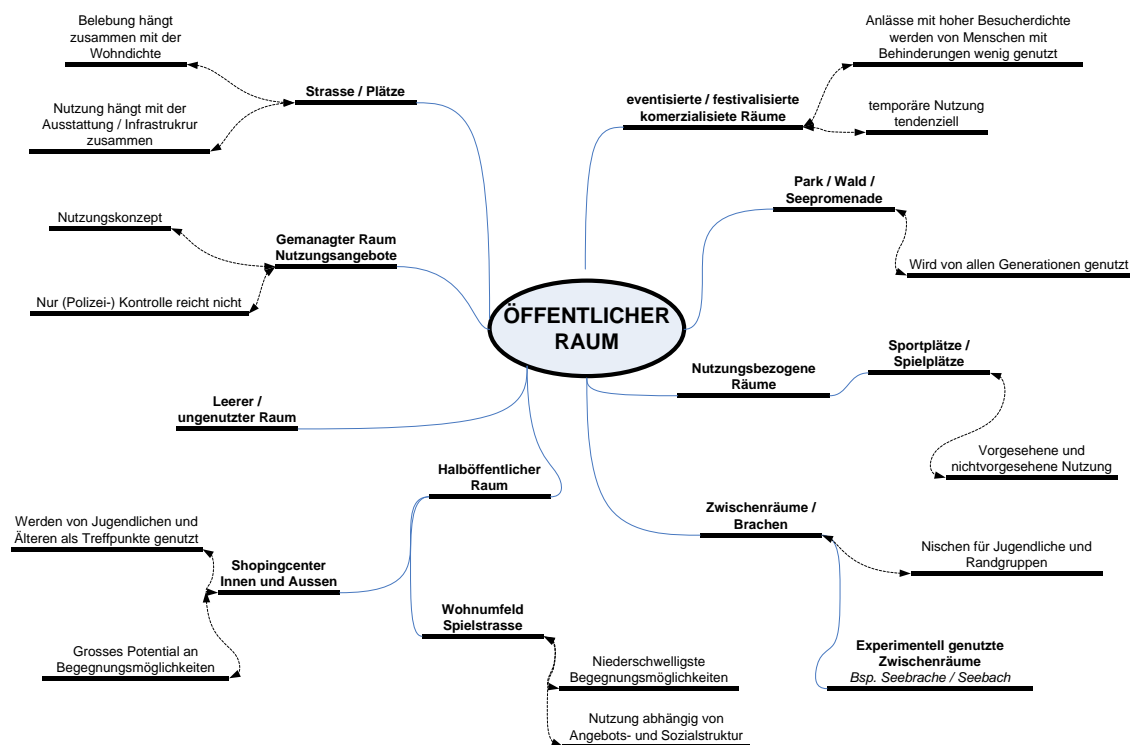 Belebung hängt
zusammen mit der
Wohndichte
Strasse / Plätze
Nutzung hängt mit der
Ausstattung / Infrastrukrur
zusammen
Anlässe mit hoher Besucherdichte
werden von Menschen mit
Behinderungen wenig genutzt
eventisierte / festivalisierte
komerzialisiete Räume
temporäre Nutzung
tendenziell
Park / Wald /
Seepromenade
Wird von allen Generationen genutzt
Nutzungskonzept
Gemanagter Raum
Nutzungsangebote
Nur (Polizei-) Kontrolle reicht nicht
ÖFFENTLICHER
RAUM
Nutzungsbezogene
Räume
Sportplätze /
Spielplätze
Vorgesehene und
nichtvorgesehene Nutzung
Leerer /
ungenutzter Raum
Halböffentlicher
Raum
Zwischenräume /
Brachen
Nischen für Jugendliche und
Randgruppen
Experimentell genutzte
Zwischenräume
Bsp. Seebrache / Seebach
Werden von Jugendlichen und
Älteren als Treffpunkte genutzt
Shopingcenter
Innen und Aussen
Grosses Potential an
Begegnungsmöglichkeiten
Wohnumfeld
Spielstrasse
Niederschwelligste
Begegnungsmöglichkeiten
Nutzung abhängig von
Angebots- und Sozialstruktur